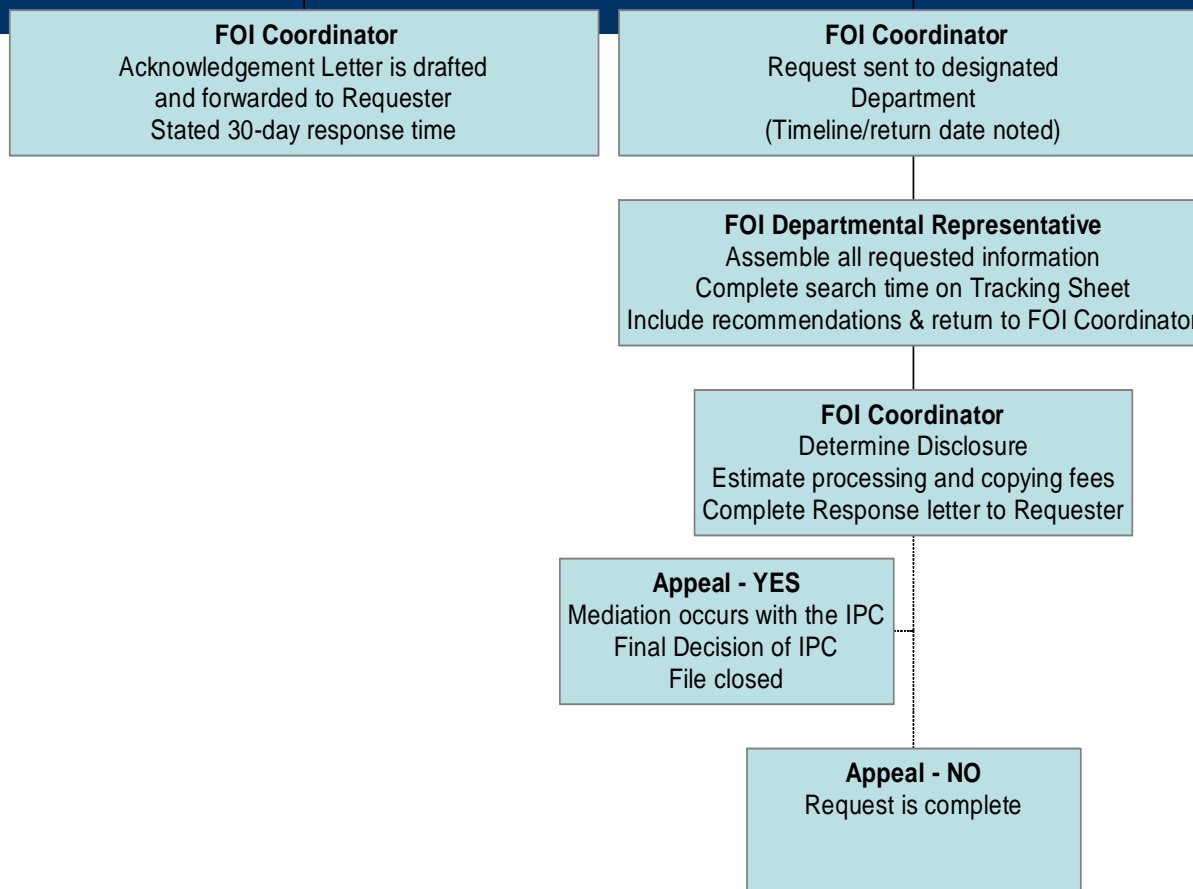 FOI Coordinator
Acknowledgement Letter is drafted
and forwarded to Requester
Stated 30-day response time
FOI Coordinator
Request sent to designated
Department
(Timeline/return date noted)
FOI Departmental Representative
Assemble all requested information
Complete search time on Tracking Sheet
Include recommendations & return to FOI Coordinator
FOI Coordinator
Determine Disclosure
Estimate processing and copying fees
Complete Response letter to Requester
Appeal - YES
Mediation occurs with the IPC
Final Decision of IPC
File closed
Appeal - NO
Request is complete